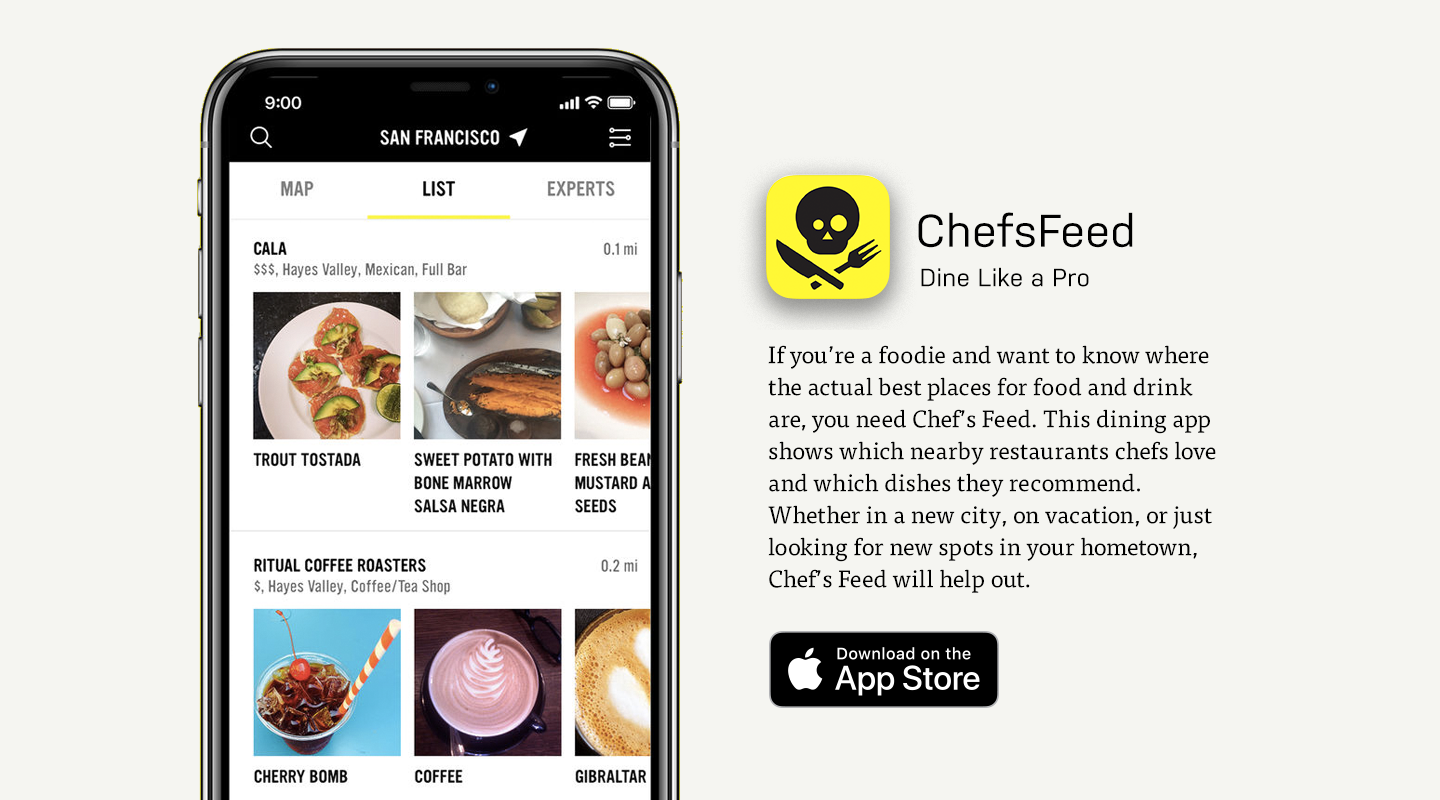 9:00
SAN FRANCISCO
MAP LIST EXPERTS
CALA 0.1 mi
$$$, Hayes Valley, Mexican, Full Bar
TROUT TOSTADA
SWEET POTATO WITH
BONE MARROW
SALSA NEGRA
FRESH BEAN
MUSTARD A
SEEDS
RITUAL COFFEE ROASTERS 0.2 mi
$, Hayes Valley, Coffee/Tea Shop
CHERRY BOMB
COFFEE
GIBRALTAR
ChefsFeed
Dine Like a Pro
If you’re a foodie and want to know where
the actual best places for food and drink
are, you need Chef’s Feed. This dining app
shows which nearby restaurants chefs love
and which dishes they recommend.
Whether in a new city, on vacation, or just
looking for new spots in your hometown,
Chef’s Feed will help out.
Download on the
App Store